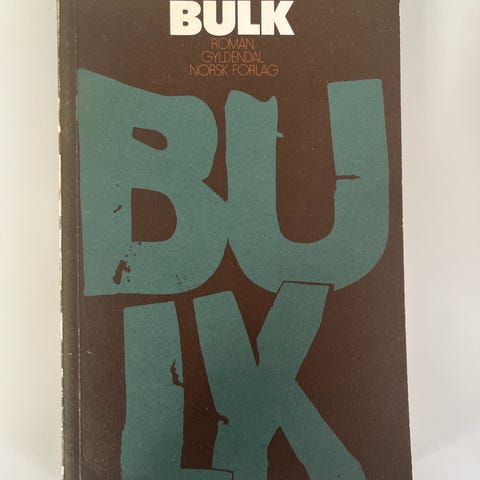 BULK
ROMAN
GYLDENDAL
NORSK FORLAG
BU
LK